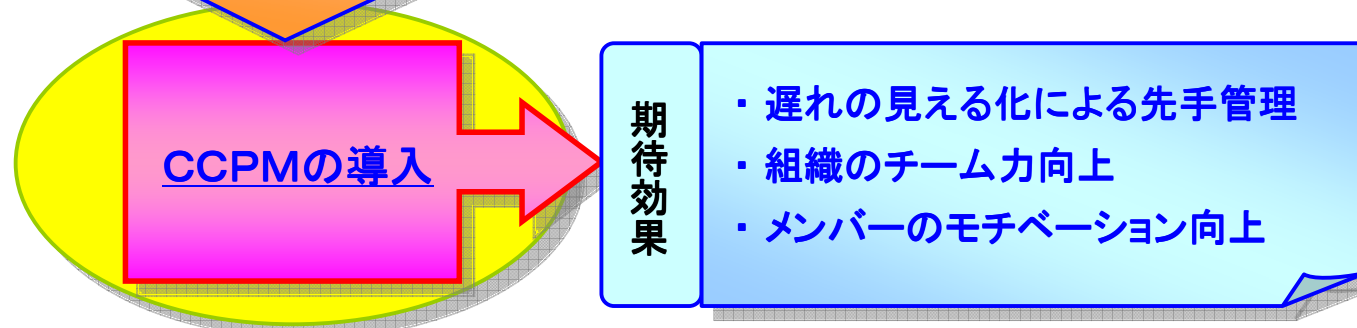 CCPMの導入
期待効果
・ 遅れの見える化による先手管理
・ 組織のチーム力向上
・ メンバーのモチベーション向上